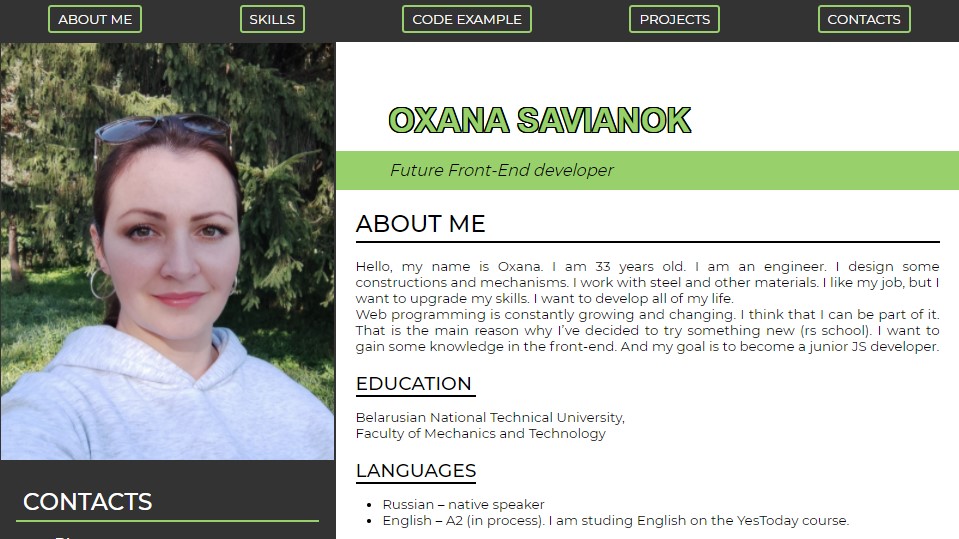 ABOUT ME
SKILLS
CODE EXAMPLE
PROJECTS
CONTACTS
OXANA SAVIANOK
Future Front-End developer
ABOUT ME
Hello, my name is Oxana. I am 33 years old. I am an engineer. I design some
constructions and mechanisms. I work with steel and other materials. I like my job, but I
want to upgrade my skills. I want to develop all of my life.
Web programming is constantly growing and changing. I think that I can be part of it.
That is the main reason why I've decided to try something new (rs school). I want to
gain some knowledge in the front-end. And my goal is to become a junior JS developer.
EDUCATION
Belarusian National Technical University,
Faculty of Mechanics and Technology
LANGUAGES
Russian – native speaker
English – A2 (in process). I am studing English on the YesToday course.
CONTACTS